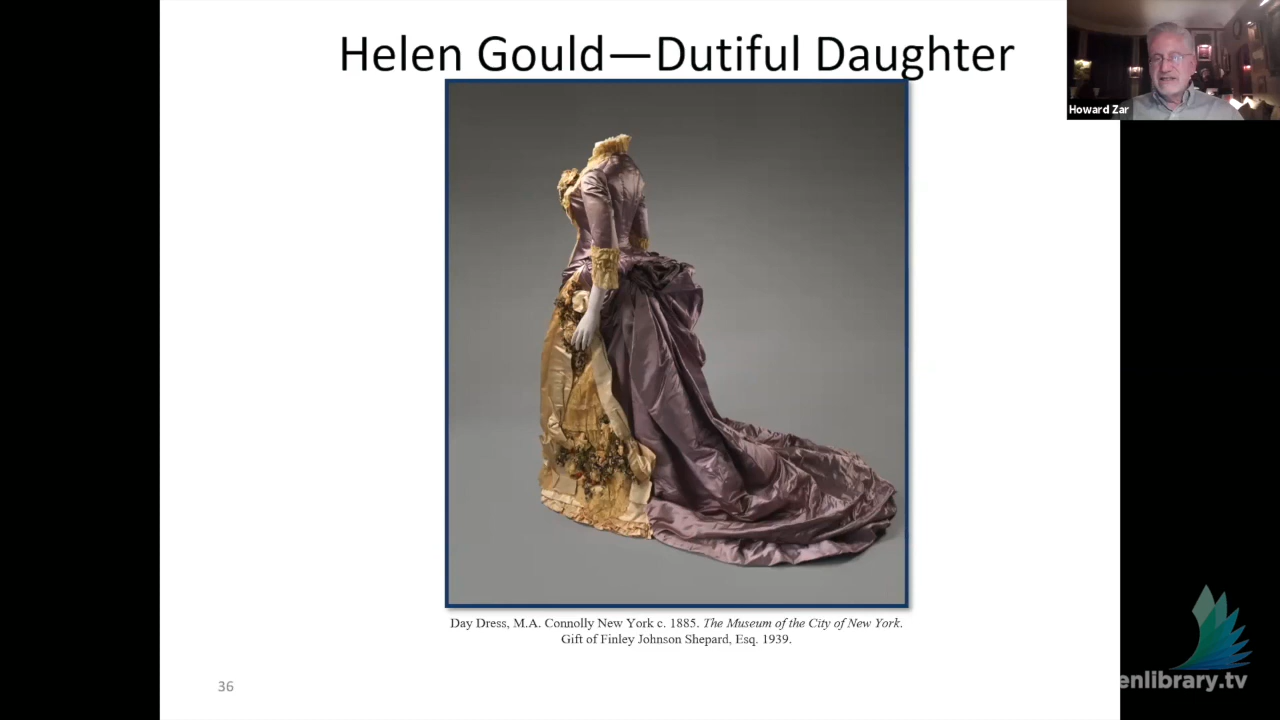 Helen Gould—Dutiful Daughter
Howard Zar
Day Dress, M.A. Connolly New York c. 1885. The Museum of the City of New York.
Gift of Finley Johnson Shepard, Esq. 1939.
36
enlibrary.tv